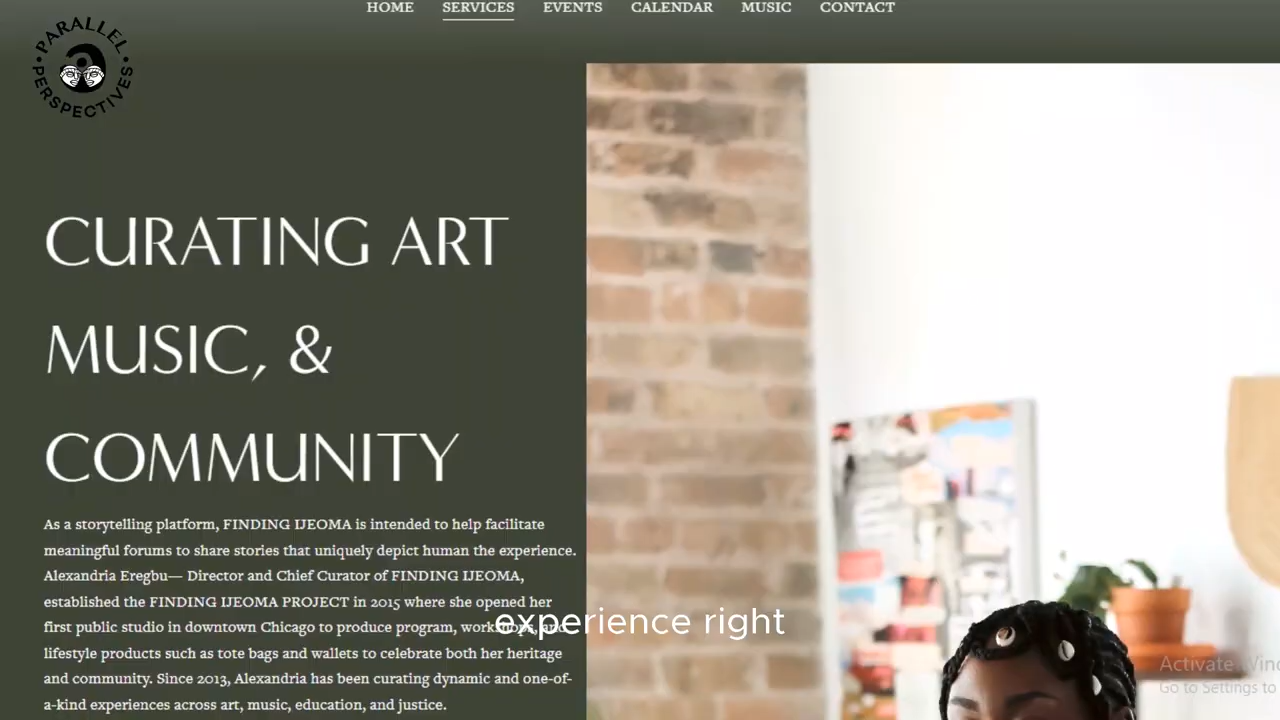 HOME SERVICES EVENTS CALENDAR MUSIC CONTACT
PARALLEL
PERSPECTIVES
CURATING ART
MUSIC, &
COMMUNITY
As a storytelling platform, FINDING IJEOMA is intended to help facilitate
meaningful forums to share stories that uniquely depict human the experience.
Alexandria Eregbu— Director and Chief Curator of FINDING IJEOMA,
established the FINDING IJEOMA PROJECT in 2015 where she opened her
first public studio in downtown Chicago to produce program, workshops, and
experience right
lifestyle products such as tote bags and wallets to celebrate both her heritage
and community. Since 2013, Alexandria has been curating dynamic and one-of-
a-kind experiences across art, music, education, and justice.
Activate Win
Go to Settings to